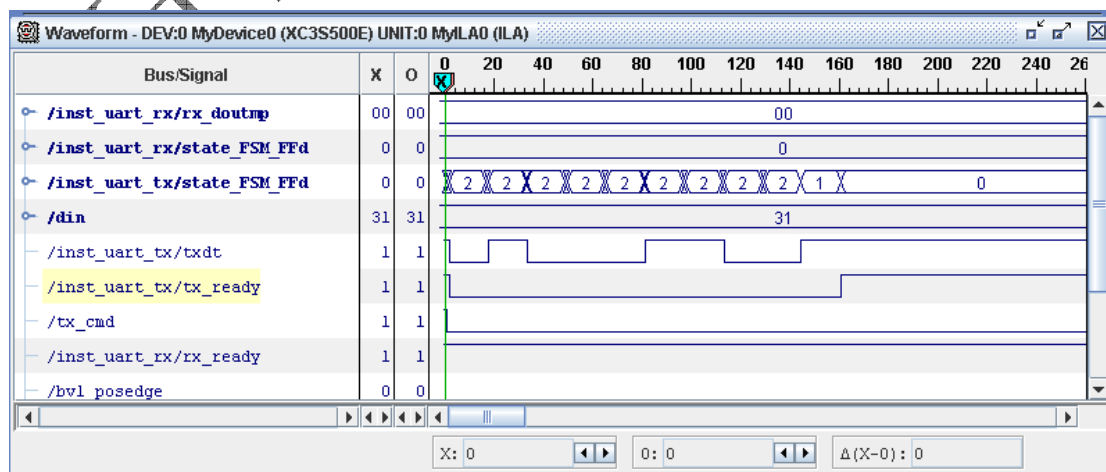 Waveform - DEV:0 MyDevice0 (XC3S500E) UNIT:0 MyILA0 (ILA)
Bus/Signal X O 0 20 40 60 80 100 120 140 160 180 200 220 240 26
X
/inst_uart_rx/rx_doutmp 00 00 00
/inst_uart_rx/state_FSM_FFd 0 0 0
/inst_uart_tx/state_FSM_FFd 0 0 2 2 2 2 2 2 2 2 2 1 0
/din 31 31 31
/inst_uart_tx/txdt 1 1
/inst_uart_tx/tx_ready 1 1
/tx_cmd 1 1
/inst_uart_rx/rx_ready 1 1
/bvl_posedge 0 0
X: 0 O: 0 Δ(X-O): 0